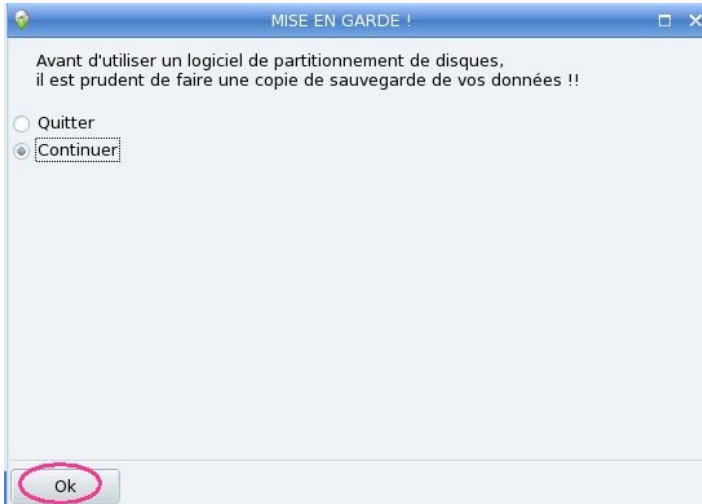 MISE EN GARDE !
Avant d'utiliser un logiciel de partitionnement de disques,
il est prudent de faire une copie de sauvegarde de vos données !!
Quitter
Continuer
Ok